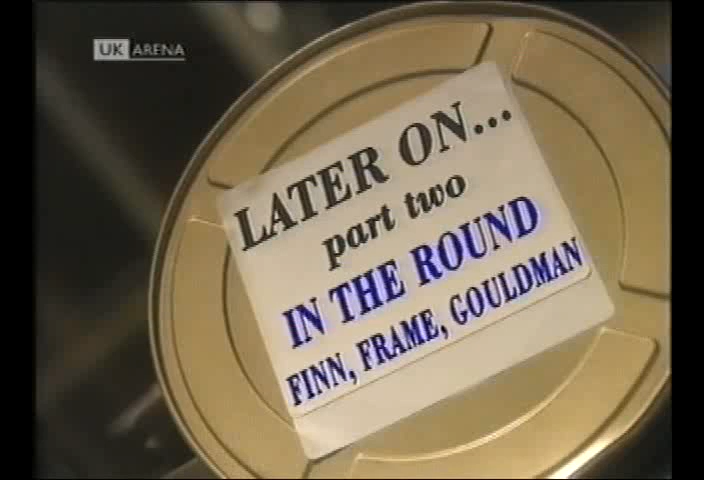 UK ARENA
LATER ON...
part two
IN THE ROUND
FINN, FRAME, GOULDMAN